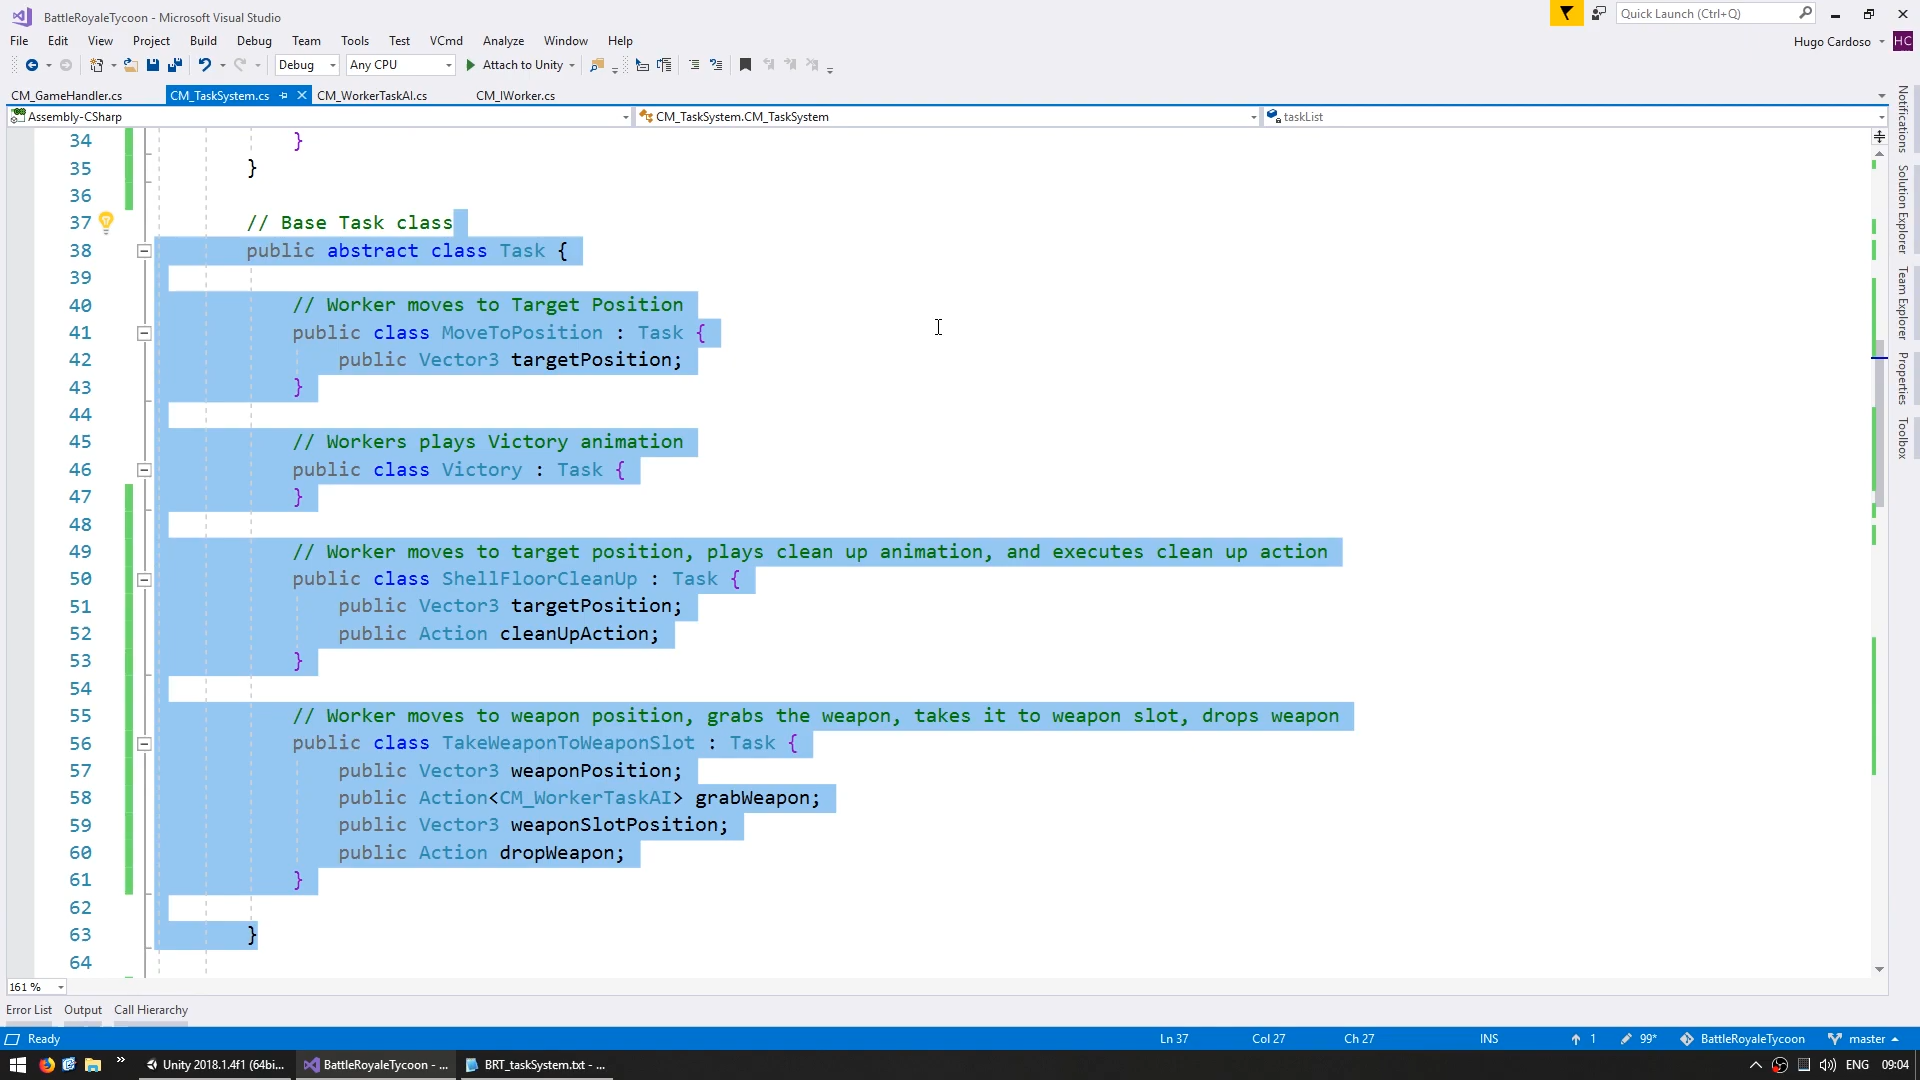 BattleRoyaleTycoon - Microsoft Visual Studio
Quick Launch (Ctrl+Q)
File Edit View Project Build Debug Team Tools Test VCmd Analyze Window Help
Hugo Cardoso HC
Debug Any CPU Attach to Unity
CM_GameHandler.cs CM_TaskSystem.cs CM_WorkerTaskAI.cs CM_IWorker.cs
Assembly-CSharp CM_TaskSystem.CM_TaskSystem taskList
34 }
35 }
36
37 // Base Task class
38 public abstract class Task {
39
40 // Worker moves to Target Position
41 public class MoveToPosition : Task {
42 public Vector3 targetPosition;
43 }
44
45 // Workers plays Victory animation
46 public class Victory : Task {
47 }
48
49 // Worker moves to target position, plays clean up animation, and executes clean up action
50 public class ShellFloorCleanUp : Task {
51 public Vector3 targetPosition;
52 public Action cleanUpAction;
53 }
54
55 // Worker moves to weapon position, grabs the weapon, takes it to weapon slot, drops weapon
56 public class TakeWeaponToWeaponSlot : Task {
57 public Vector3 weaponPosition;
58 public Action<CM_WorkerTaskAI> grabWeapon;
59 public Vector3 weaponSlotPosition;
60 public Action dropWeapon;
61 }
62
63 }
64
161 %
Error List Output Call Hierarchy
Ready Ln 37 Col 27 Ch 27 INS 1 99* BattleRoyaleTycoon master
Unity 2018.1.4f1 (64bi... BattleRoyaleTycoon - ... BRT_taskSystem.txt - ... ENG 09:04
Notifications
Solution Explorer
Team Explorer
Properties
Toolbox